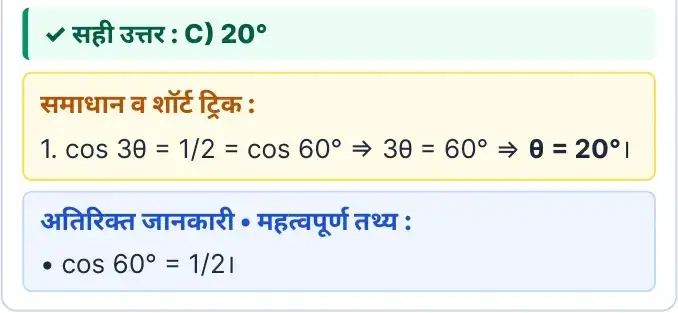 ✓ सही उत्तर : C) 20°
समाधान व शॉर्ट ट्रिक :
1. cos 3θ = 1/2 = cos 60° ⇒ 3θ = 60° ⇒ θ = 20°।
अतिरिक्त जानकारी • महत्वपूर्ण तथ्य :
• cos 60° = 1/2।